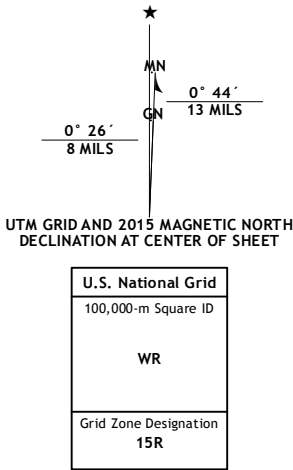 ★
MN
0° 44´
13 MILS
GN
0° 26´
8 MILS
UTM GRID AND 2015 MAGNETIC NORTH
DECLINATION AT CENTER OF SHEET
U.S. National Grid
100,000-m Square ID
WR
Grid Zone Designation
15R